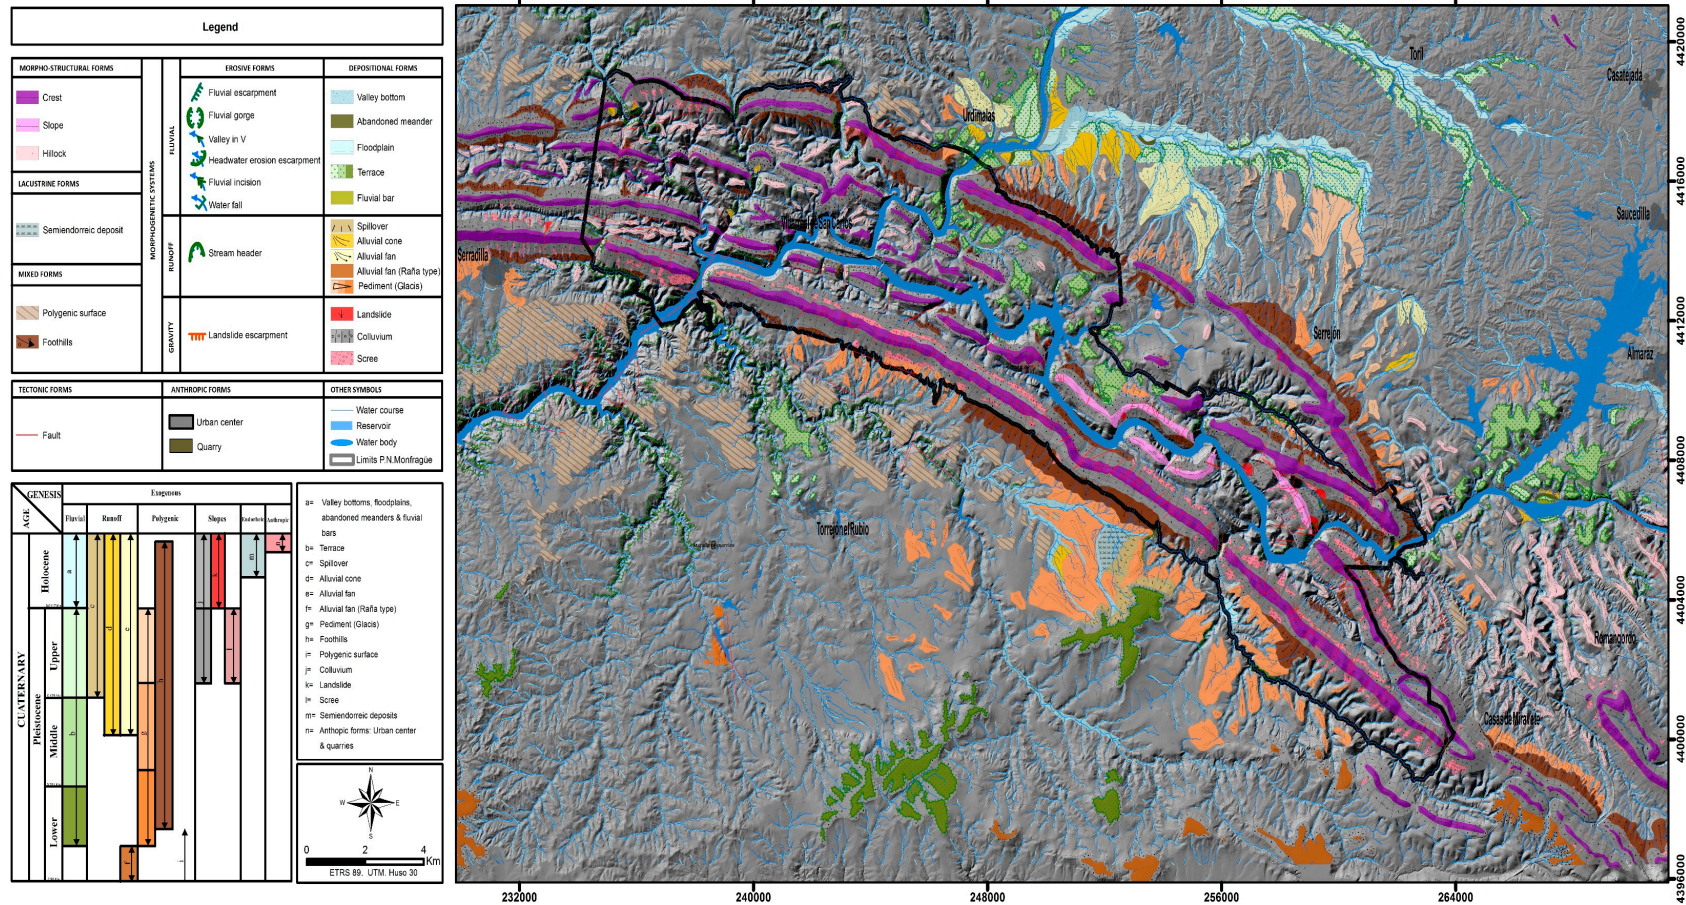 Legend
MORPHO-STRUCTURAL FORMS
Crest
Slope
Hillock
LACUSTRINE FORMS
Semiendorreic deposit
MIXED FORMS
Polygenic surface
Foothills
MORPHOGENETIC SYSTEMS
FLUVIAL
RUNOFF
GRAVITY
EROSIVE FORMS
Fluvial escarpment
Fluvial gorge
Valley in V
Headwater erosion escarpment
Fluvial incision
Water fall
Stream header
Landslide escarpment
DEPOSITIONAL FORMS
Valley bottom
Abandoned meander
Floodplain
Terrace
Fluvial bar
Spillover
Alluvial cone
Alluvial fan
Alluvial fan (Raña type)
Pediment (Glacis)
Landslide
Colluvium
Scree
TECTONIC FORMS
Fault
ANTHROPIC FORMS
Urban center
Quarry
OTHER SYMBOLS
Water course
Reservoir
Water body
Limits P.N.Monfragüe
GENESIS
AGE
Exogenous
Fluvial
Runoff
Polygenic
Slopes
Endorheic
Anthropic
CUATERNARY
Holocene
Pleistocene
Upper
Middle
Lower
a
b
c
d
e
f
g
h
i
j
k
l
m
n
a= Valley bottoms, floodplains,
abandoned meanders & fluvial
bars
b= Terrace
c= Spillover
d= Alluvial cone
e= Alluvial fan
f= Alluvial fan (Raña type)
g= Pediment (Glacis)
h= Foothills
i= Polygenic surface
j= Colluvium
k= Landslide
l= Scree
m= Semiendorreic deposits
n= Anthopic forms: Urban center
& quarries
N
W
E
S
0 2 4
Km
ETRS 89. UTM. Huso 30
Toril
Casatejada
Urdimalas
Saucedilla
Serradilla
Serrejón
Almaraz
Torrejonel Rubio
Romangordo
Casas de Miravete
232000 240000 248000 256000 264000
4420000
4416000
4412000
4408000
4404000
4400000
4396000